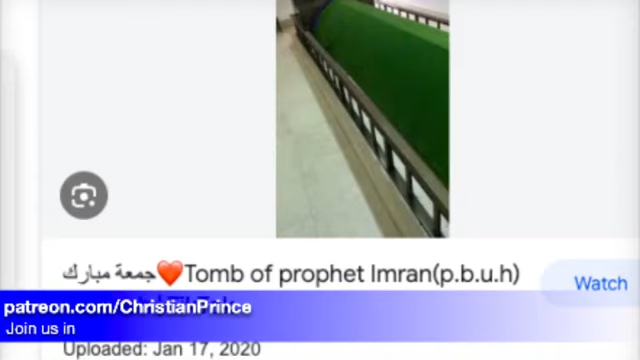 جمعة مبارك❤️Tomb of prophet Imran(p.b.u.h)
Watch
patreon.com/ChristianPrince
Join us in
Uploaded: Jan 17, 2020